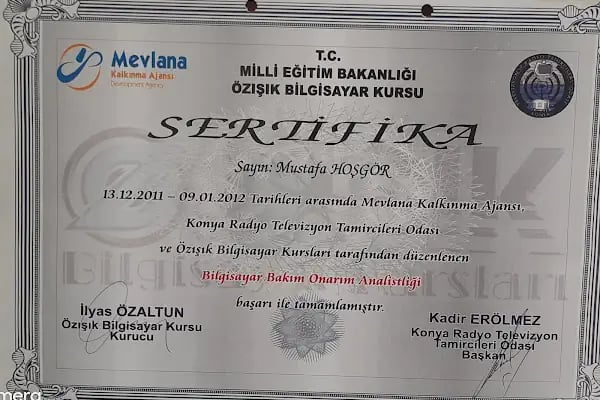 Mevlana
Kalkınma Ajansı
Development Agency
T.C.
MİLLİ EĞİTİM BAKANLIĞI
ÖZIŞIK BİLGİSAYAR KURSU
SERTİFİKA
Sayın: Mustafa HOŞGÖR
13.12.2011 – 09.01.2012 Tarihleri arasında Mevlana Kalkınma Ajansı,
Konya Radyo Televizyon Tamircileri Odası
ve Özışık Bilgisayar Kursları tarafından düzenlenen
Bilgisayar Bakım Onarım Analistliği
başarı ile tamamlamıştır.
Bilgisayar Kursları
İlyas ÖZALTUN
Özışık Bilgisayar Kursu
Kurucu
Kadir ERÖLMEZ
Konya Radyo Televizyon
Tamircileri Odası
Başkan
mera